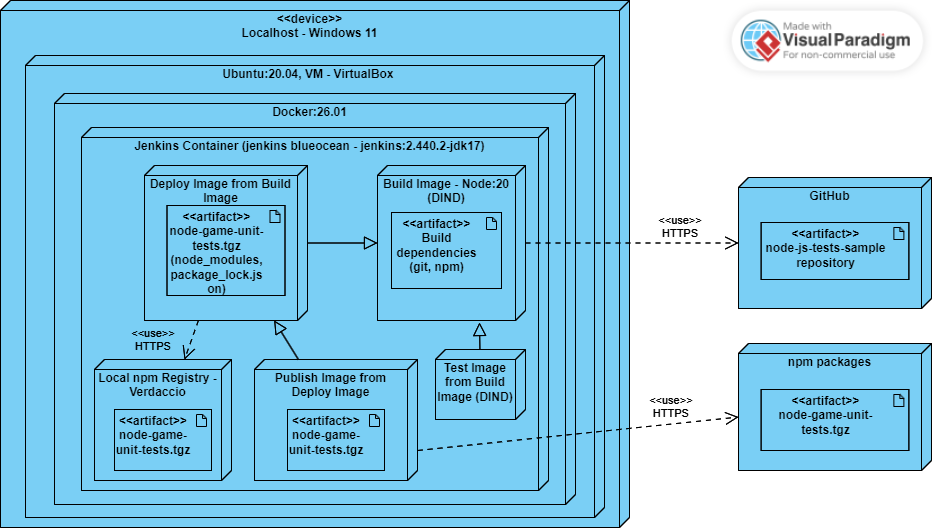 <<device>>
Localhost - Windows 11
Made with
VisualParadigm
For non-commercial use
Ubuntu:20.04, VM - VirtualBox
Docker:26.01
Jenkins Container (jenkins blueocean - jenkins:2.440.2-jdk17)
Deploy Image from Build
Image
<<artifact>>
node-game-unit-
tests.tgz
(node_modules,
package_lock.js
on)
Build Image - Node:20
(DIND)
<<artifact>>
Build
dependencies
(git, npm)
<<use>>
HTTPS
GitHub
<<artifact>>
node-js-tests-sample
repository
<<use>>
HTTPS
Local npm Registry -
Verdaccio
<<artifact>>
node-game-
unit-tests.tgz
Publish Image from
Deploy Image
<<artifact>>
node-game-
unit-tests.tgz
Test Image
from Build
Image (DIND)
<<use>>
HTTPS
npm packages
<<artifact>>
node-game-unit-
tests.tgz